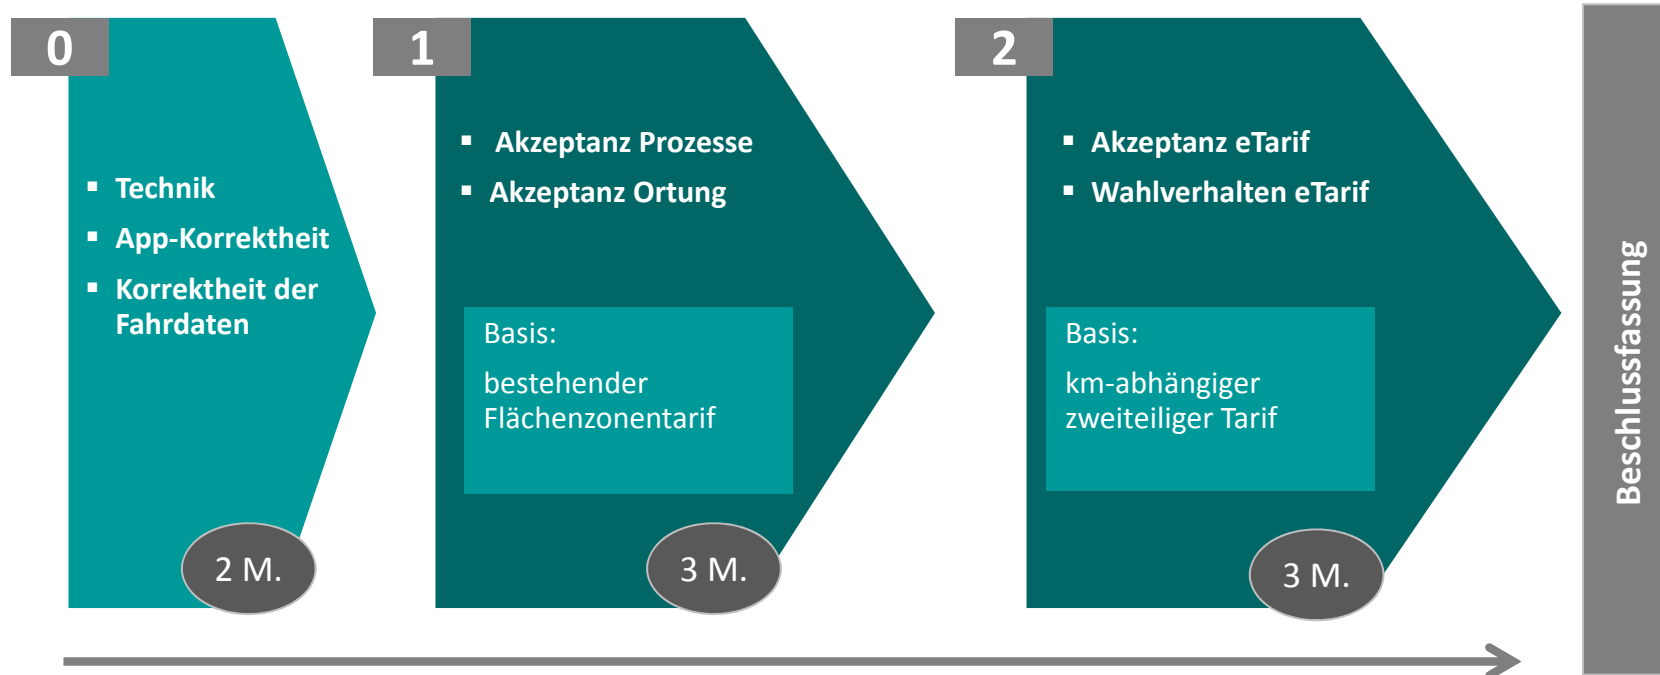 0
Technik
App-Korrektheit
Korrektheit der
Fahrdaten
2 M.
1
Akzeptanz Prozesse
Akzeptanz Ortung
Basis:
bestehender
Flächenzonentarif
3 M.
2
Akzeptanz eTarif
Wahlverhalten eTarif
Basis:
km-abhängiger
zweiteiliger Tarif
3 M.
Beschlussfassung